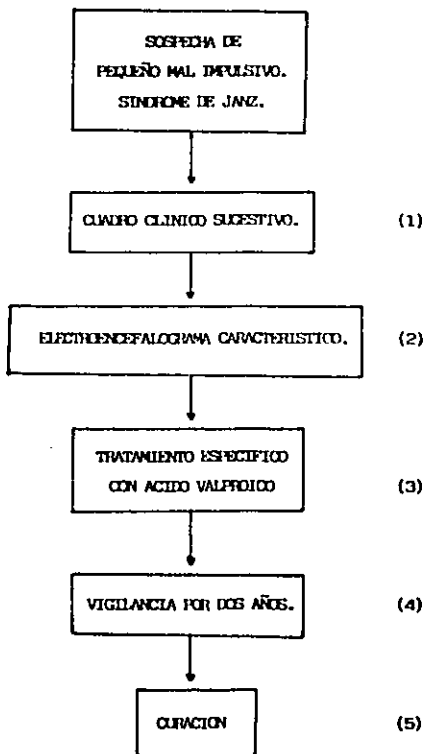 SOSPECHA DE
PEQUEÑO MAL IMPULSIVO.
SINDROME DE JANZ.
CUADRO CLINICO SUGESTIVO. (1)
ELECTROENCEFALOGRAMA CARACTERISTICO. (2)
TRATAMIENTO ESPECIFICO
CON ACIDO VALPROICO (3)
VIGILANCIA POR DOS AÑOS. (4)
CURACION (5)